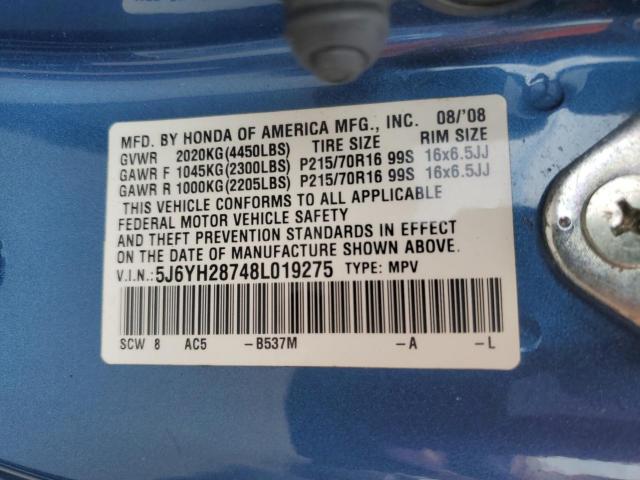 MFD. BY HONDA OF AMERICA MFG., INC. 08/'08
GVWR 2020KG(4450LBS) TIRE SIZE RIM SIZE
GAWR F 1045KG(2300LBS) P215/70R16 99S 16x6.5JJ
GAWR R 1000KG(2205LBS) P215/70R16 99S 16x6.5JJ
THIS VEHICLE CONFORMS TO ALL APPLICABLE
FEDERAL MOTOR VEHICLE SAFETY
AND THEFT PREVENTION STANDARDS IN EFFECT
ON THE DATE OF MANUFACTURE SHOWN ABOVE.
V.I.N.: 5J6YH28748L019275 TYPE: MPV
SCW 8 AC5 -B537M -A -L